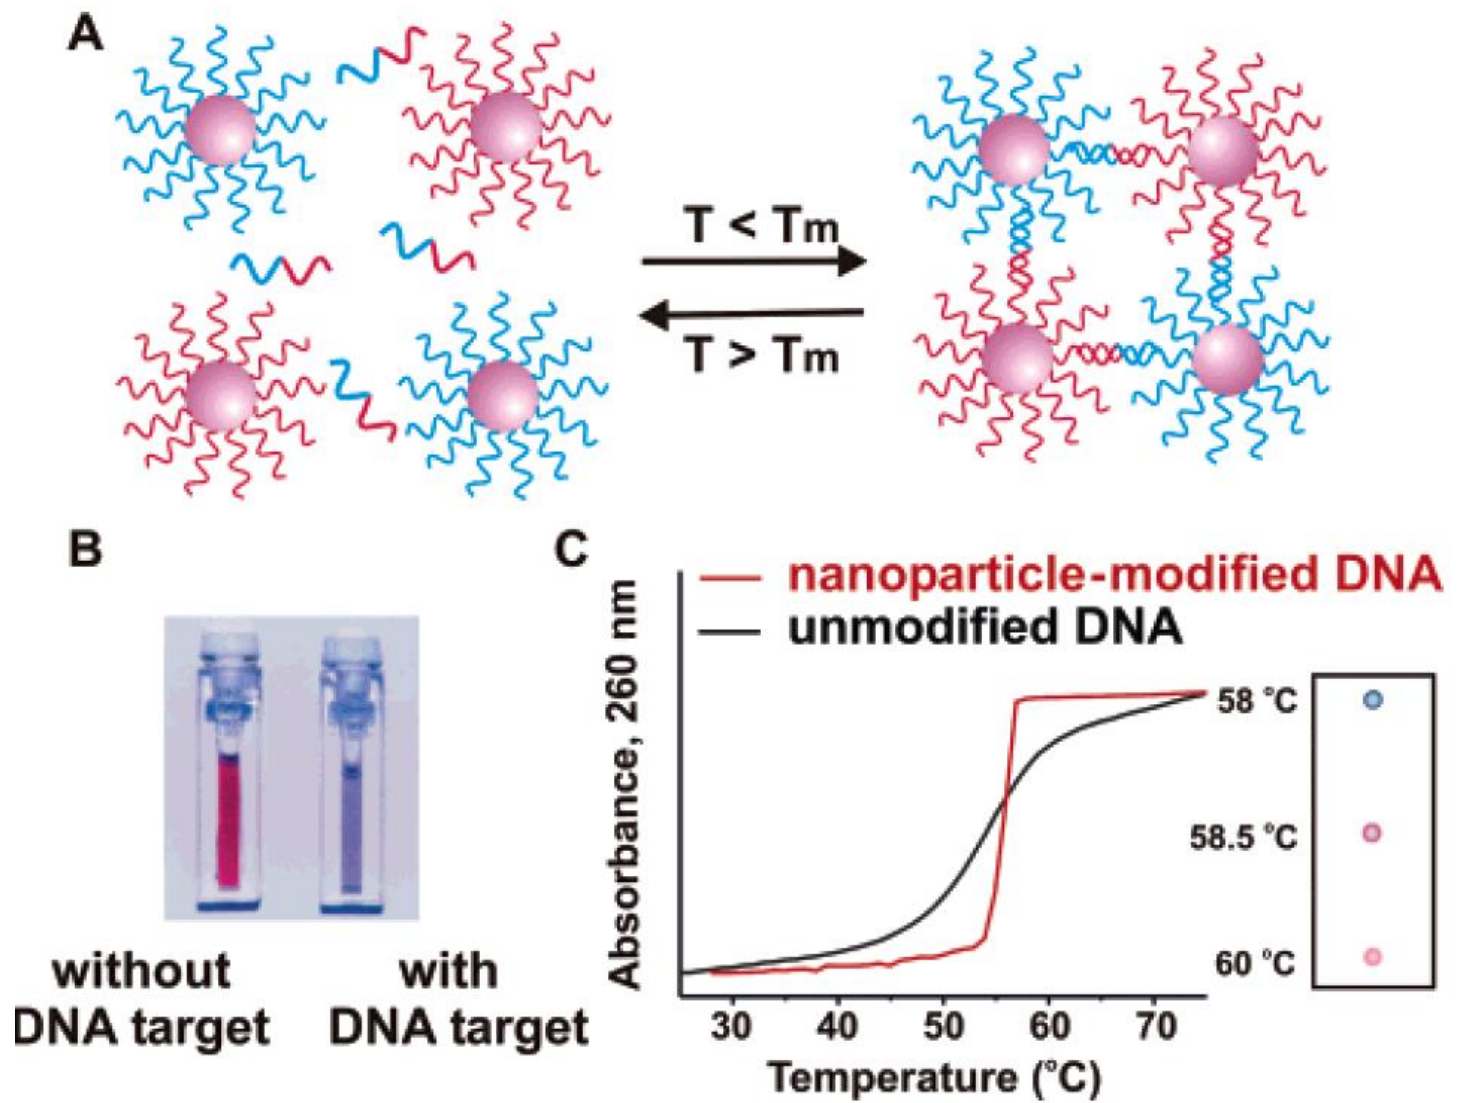 A
T < Tm
T > Tm
B
without
DNA target
with
DNA target
C
nanoparticle-modified DNA
unmodified DNA
Absorbance, 260 nm
30 40 50 60 70
Temperature (°C)
58 °C
58.5 °C
60 °C